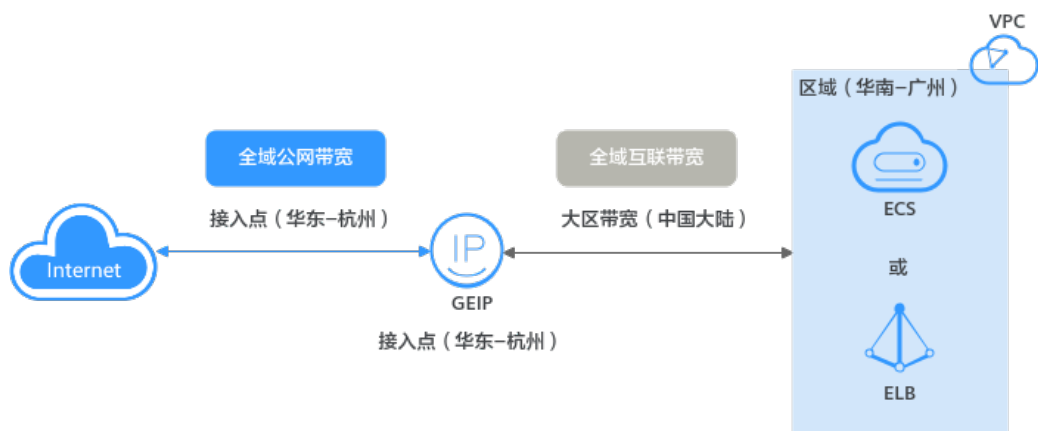 VPC
区域（华南-广州）
全域公网带宽
全域互联带宽
ECS
接入点（华东-杭州）
大区带宽（中国大陆）
Internet
IP
或
GEIP
接入点（华东-杭州）
ELB